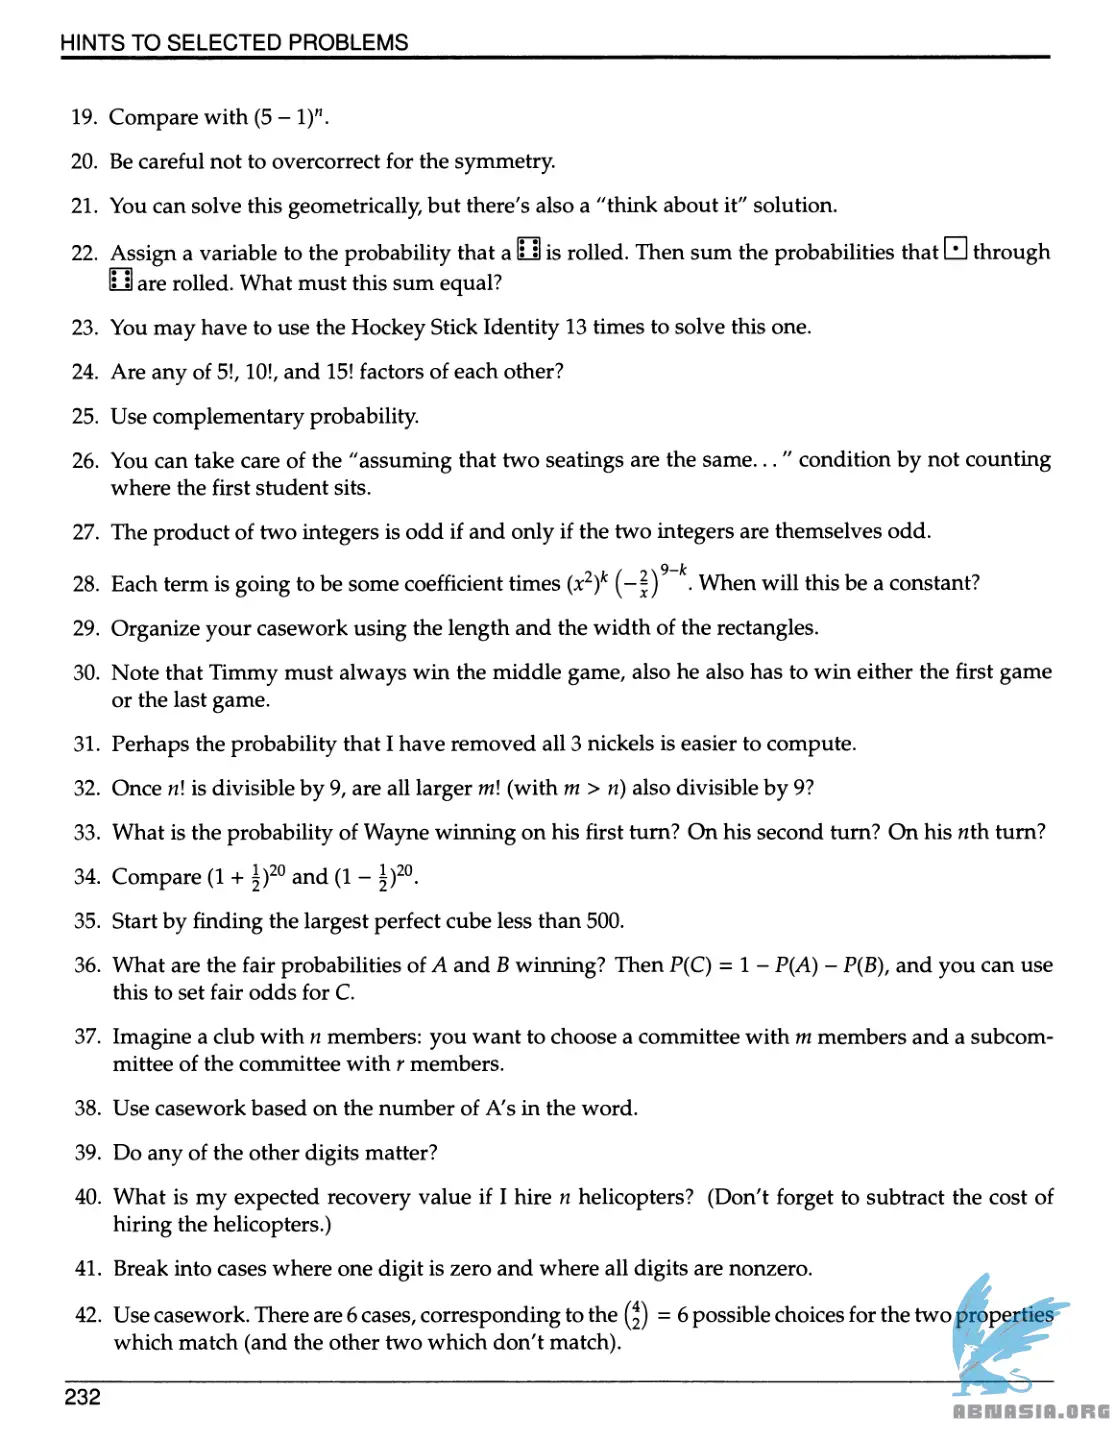 HINTS TO SELECTED PROBLEMS
19. Compare with (5 − 1)ⁿ.
20. Be careful not to overcorrect for the symmetry.
21. You can solve this geometrically, but there's also a "think about it" solution.
22. Assign a variable to the probability that a ⚅ is rolled. Then sum the probabilities that ⚀ through
⚅ are rolled. What must this sum equal?
23. You may have to use the Hockey Stick Identity 13 times to solve this one.
24. Are any of 5!, 10!, and 15! factors of each other?
25. Use complementary probability.
26. You can take care of the "assuming that two seatings are the same. . . " condition by not counting
where the first student sits.
27. The product of two integers is odd if and only if the two integers are themselves odd.
28. Each term is going to be some coefficient times (x²)ᵏ (−2/x)⁹⁻ᵏ. When will this be a constant?
29. Organize your casework using the length and the width of the rectangles.
30. Note that Timmy must always win the middle game, also he also has to win either the first game
or the last game.
31. Perhaps the probability that I have removed all 3 nickels is easier to compute.
32. Once n! is divisible by 9, are all larger m! (with m > n) also divisible by 9?
33. What is the probability of Wayne winning on his first turn? On his second turn? On his nth turn?
34. Compare (1 + ½)²⁰ and (1 − ½)²⁰.
35. Start by finding the largest perfect cube less than 500.
36. What are the fair probabilities of A and B winning? Then P(C) = 1 − P(A) − P(B), and you can use
this to set fair odds for C.
37. Imagine a club with n members: you want to choose a committee with m members and a subcom-
mittee of the committee with r members.
38. Use casework based on the number of A's in the word.
39. Do any of the other digits matter?
40. What is my expected recovery value if I hire n helicopters? (Don't forget to subtract the cost of
hiring the helicopters.)
41. Break into cases where one digit is zero and where all digits are nonzero.
42. Use casework. There are 6 cases, corresponding to the (4 2) = 6 possible choices for the two properties
which match (and the other two which don't match).
232
ABNASIA.ORG